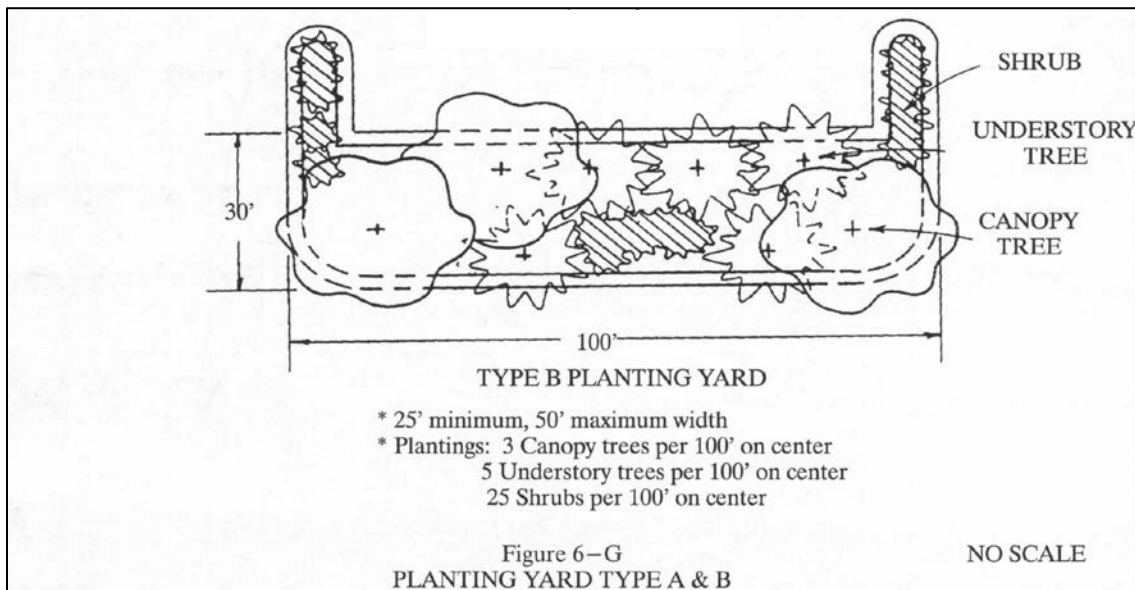 SHRUB
UNDERSTORY
TREE
30’
CANOPY
TREE
100’
TYPE B PLANTING YARD
* 25’ minimum, 50’ maximum width
* Plantings: 3 Canopy trees per 100’ on center
5 Understory trees per 100’ on center
25 Shrubs per 100’ on center
Figure 6–G
NO SCALE
PLANTING YARD TYPE A & B